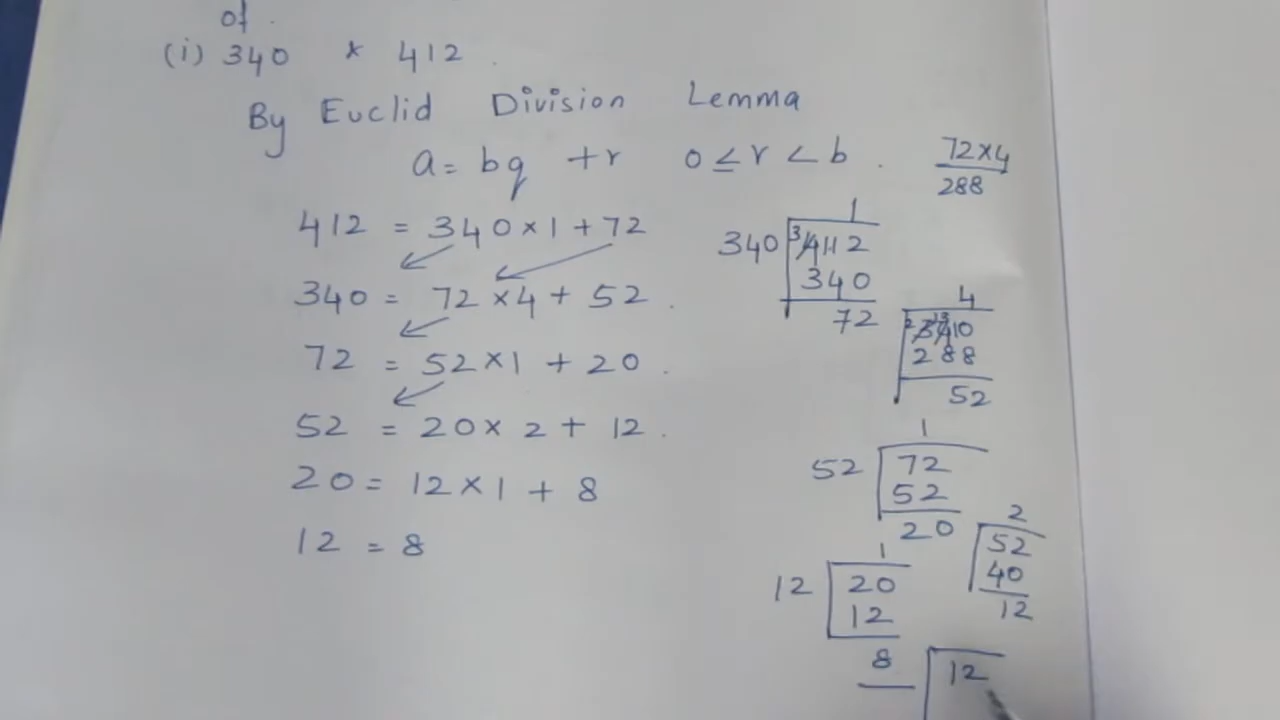 of.
(i) 340 * 412.
By Euclid Division Lemma
a = bq + r 0 ≤ r < b.
412 = 340 × 1 + 72
340 = 72 × 4 + 52.
72 = 52 × 1 + 20.
52 = 20 × 2 + 12.
20 = 12 × 1 + 8
12 = 8
72×4
288
1
340 412
340
72
4
340
288
52
1
52 72
52
20
2
52
40
12
1
12 20
12
8
12